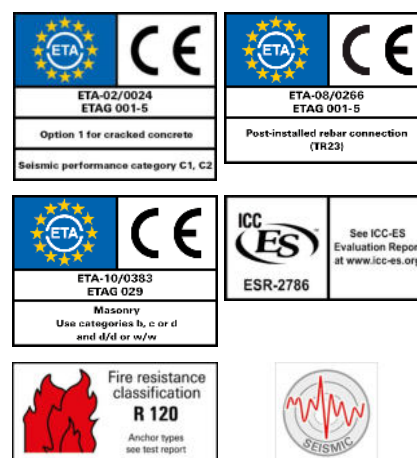 ETA
CE
ETA-02/0024
ETAG 001-5
Option 1 for cracked concrete
Seismic performance category C1, C2
ETA
CE
ETA-08/0266
ETAG 001-5
Post-installed rebar connection
(TR23)
ETA
CE
ETA-10/0383
ETAG 029
Masonry
Use categories b, c or d
and d/d or w/w
ICC
ES
ESR-2786
See ICC-ES
Evaluation Report
at www.icc-es.org
Fire resistance
classification
R 120
Anchor types
see test report
SEISMIC